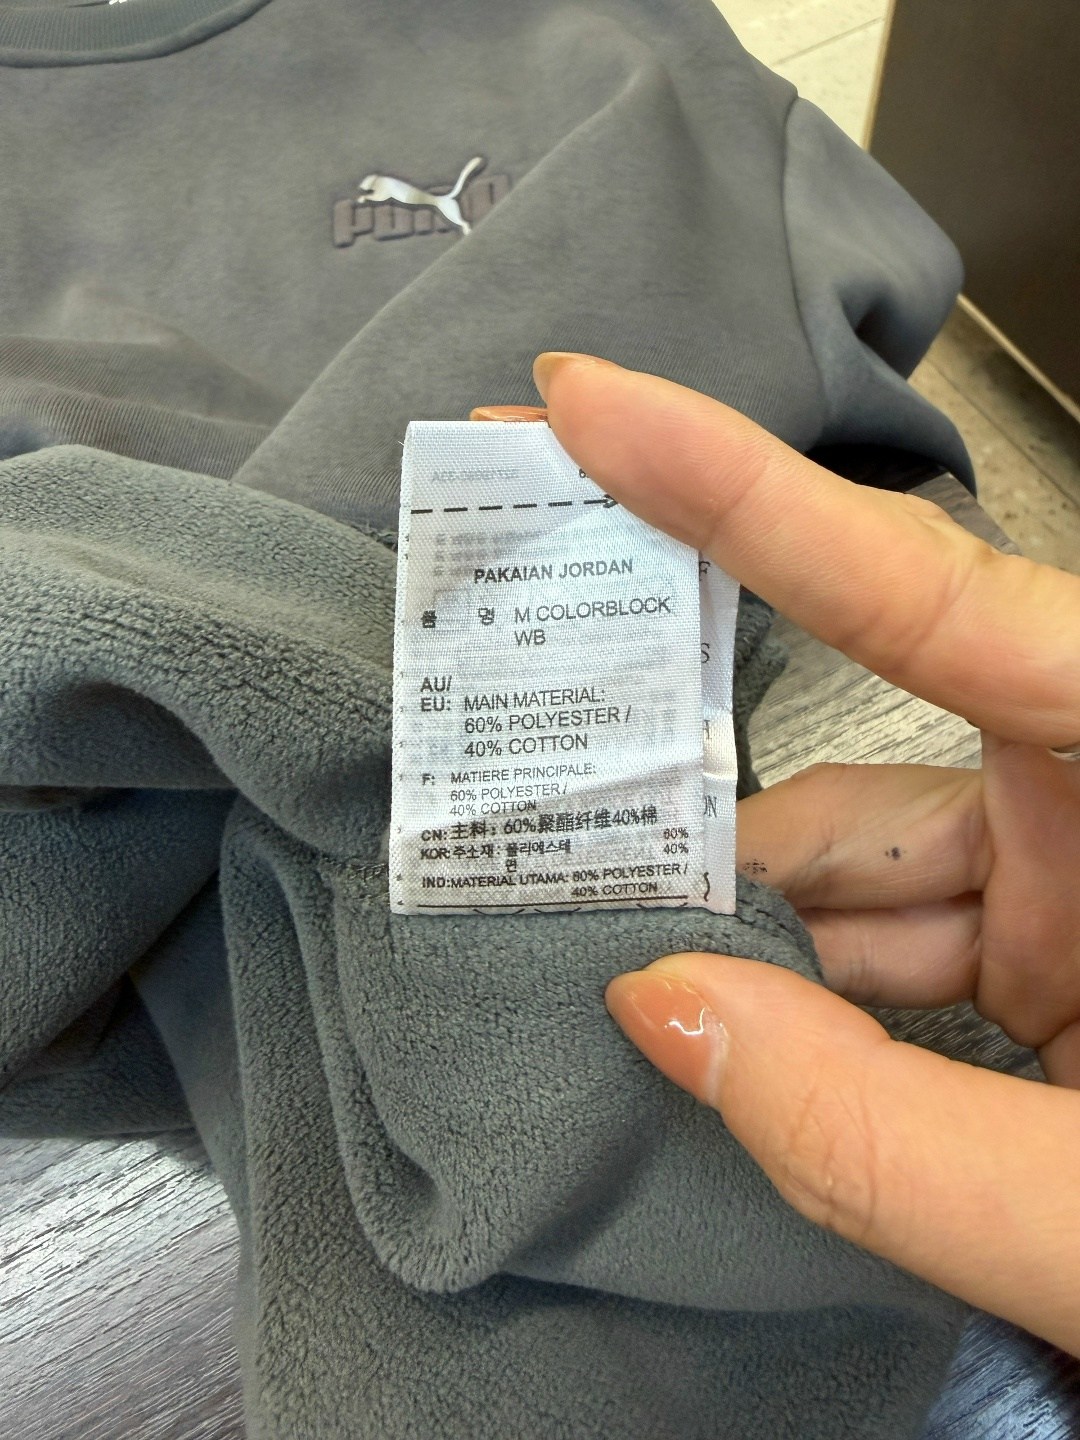 PUMA
PAKAIAN JORDAN
품 명 M COLORBLOCK
WB
AU/
EU: MAIN MATERIAL:
60% POLYESTER /
40% COTTON
F: MATIERE PRINCIPALE:
60% POLYESTER /
40% COTTON
CN: 主料: 60%聚酯纤维40%棉
KOR: 주소재: 폴리에스테 60%
면 40%
IND:MATERIAL UTAMA: 60% POLYESTER /
40% COTTON